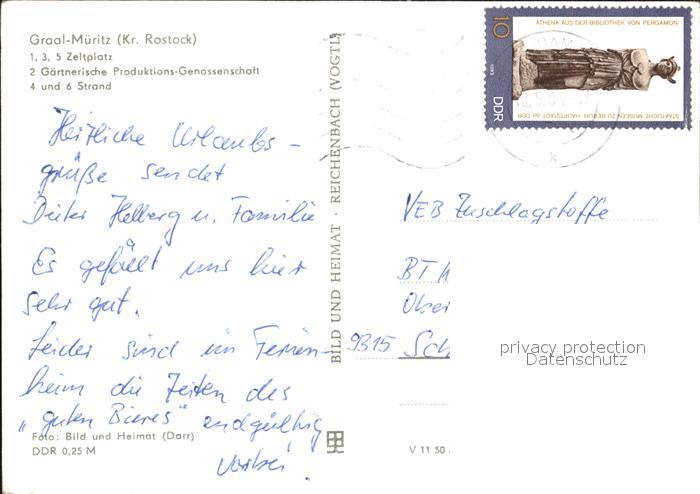 Graal-Müritz (Kr. Rostock)
1, 3, 5 Zeltplatz
2 Gärtnerische Produktions-Genossenschaft
4 und 6 Strand
Herzliche Urlaubs-
grüße sendet
Dieter Helberg u. Familie
Es gefällt uns hier
sehr gut.
Leider sind im Ferien-
heim die Zeiten des
„guten Bieres" endgültig
vorbei.
Foto: Bild und Heimat (Darr)
DDR 0,25 M
BILD UND HEIMAT · REICHENBACH (VOGTL)
V 11 50
ATHENA AUS DER BIBLIOTHEK VON PERGAMON
10
DDR
STAATLICHE MUSEEN ZU BERLIN · HAUPTSTADT der DDR
VEB Zuschlagstoffe
BT
Ober
9315 Sch
privacy protection
Datenschutz